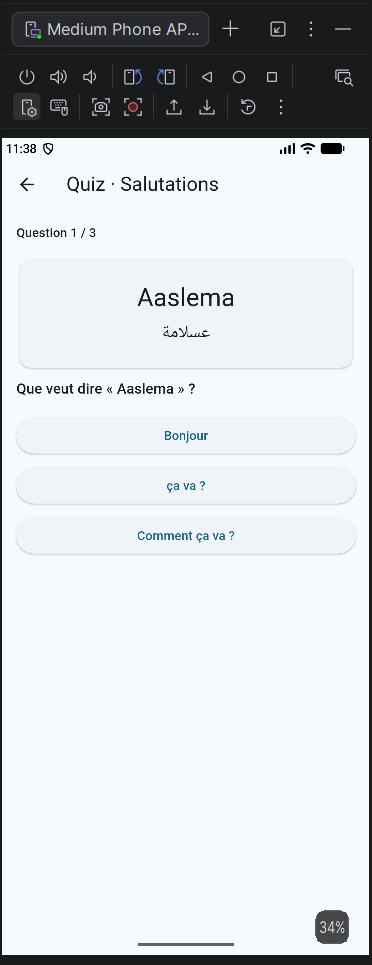 Medium Phone AP...
11:38
Quiz · Salutations
Question 1 / 3
Aaslema
عسلامة
Que veut dire « Aaslema » ?
Bonjour
ça va ?
Comment ça va ?
34%